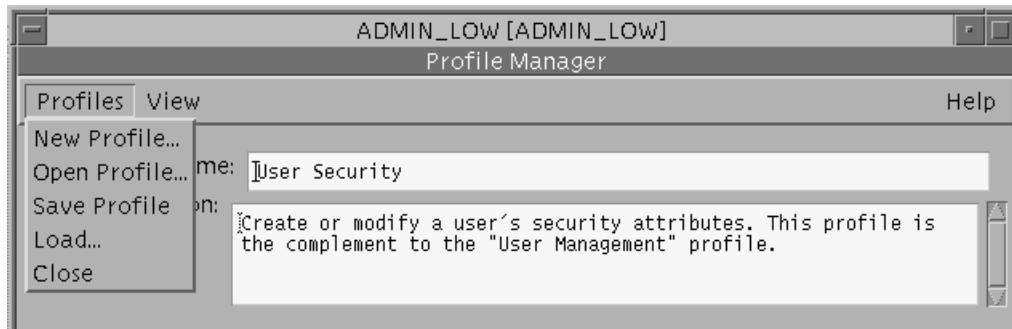 ADMIN_LOW [ADMIN_LOW]
Profile Manager
Profiles View Help
New Profile...
Open Profile...
Save Profile
Load...
Close
me: User Security
on: Create or modify a user´s security attributes. This profile is
the complement to the "User Management" profile.